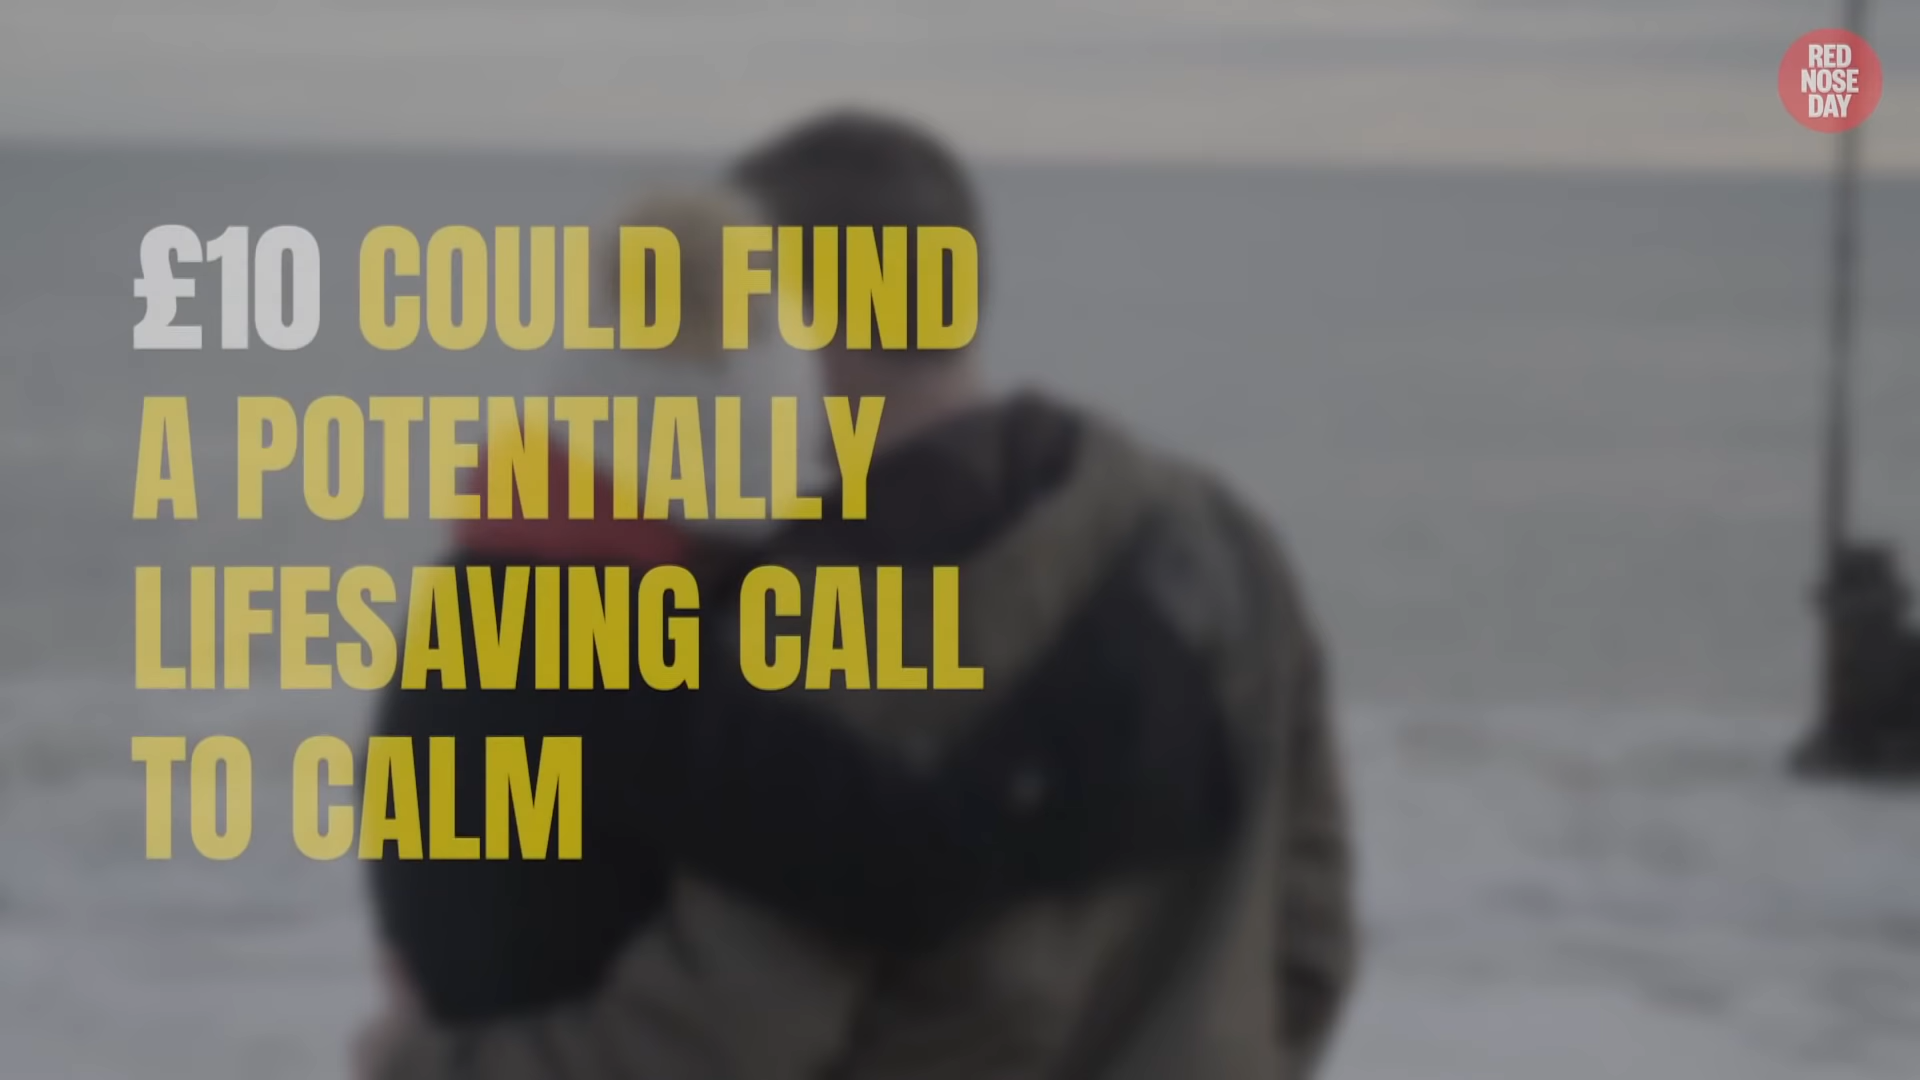 RED
NOSE
DAY
£10 COULD FUND
A POTENTIALLY
LIFESAVING CALL
TO CALM